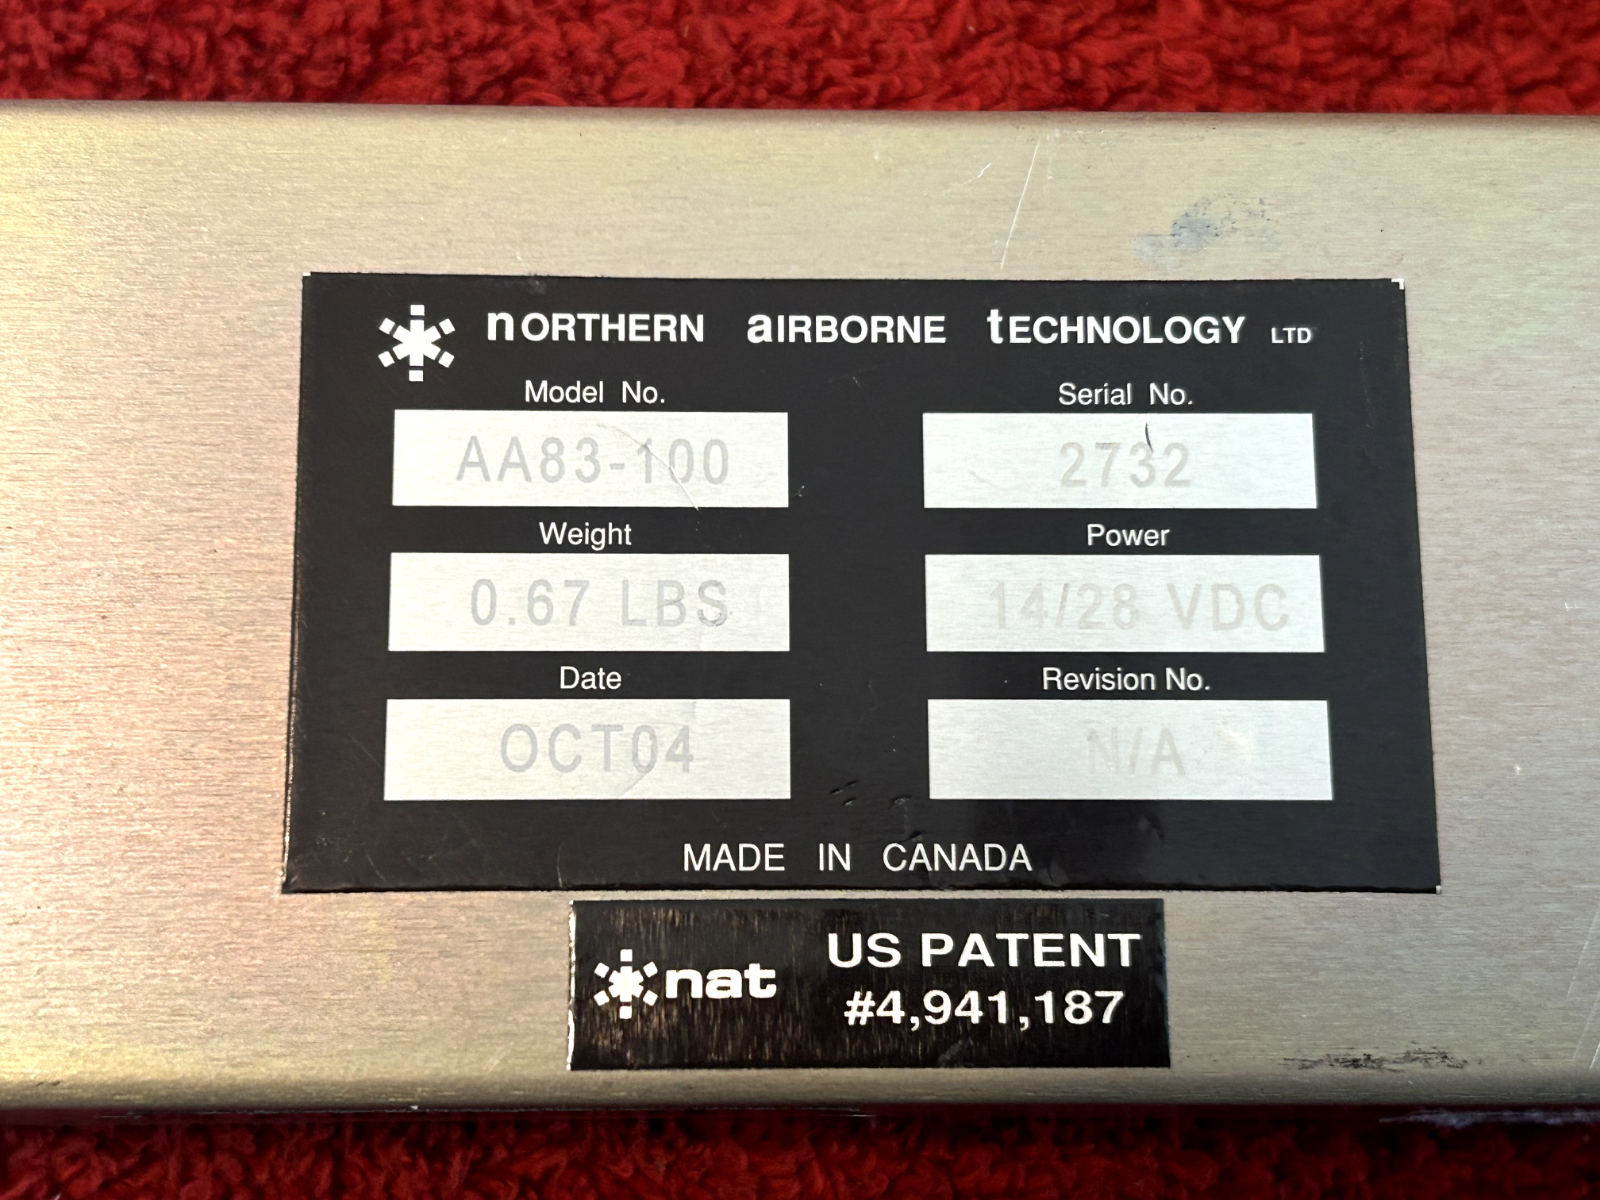 nORTHERN aIRBORNE tECHNOLOGY LTD
Model No. Serial No.
AA83-100 2732
Weight Power
0.67 LBS 14/28 VDC
Date Revision No.
OCT04 N/A
MADE IN CANADA
nat US PATENT
#4,941,187